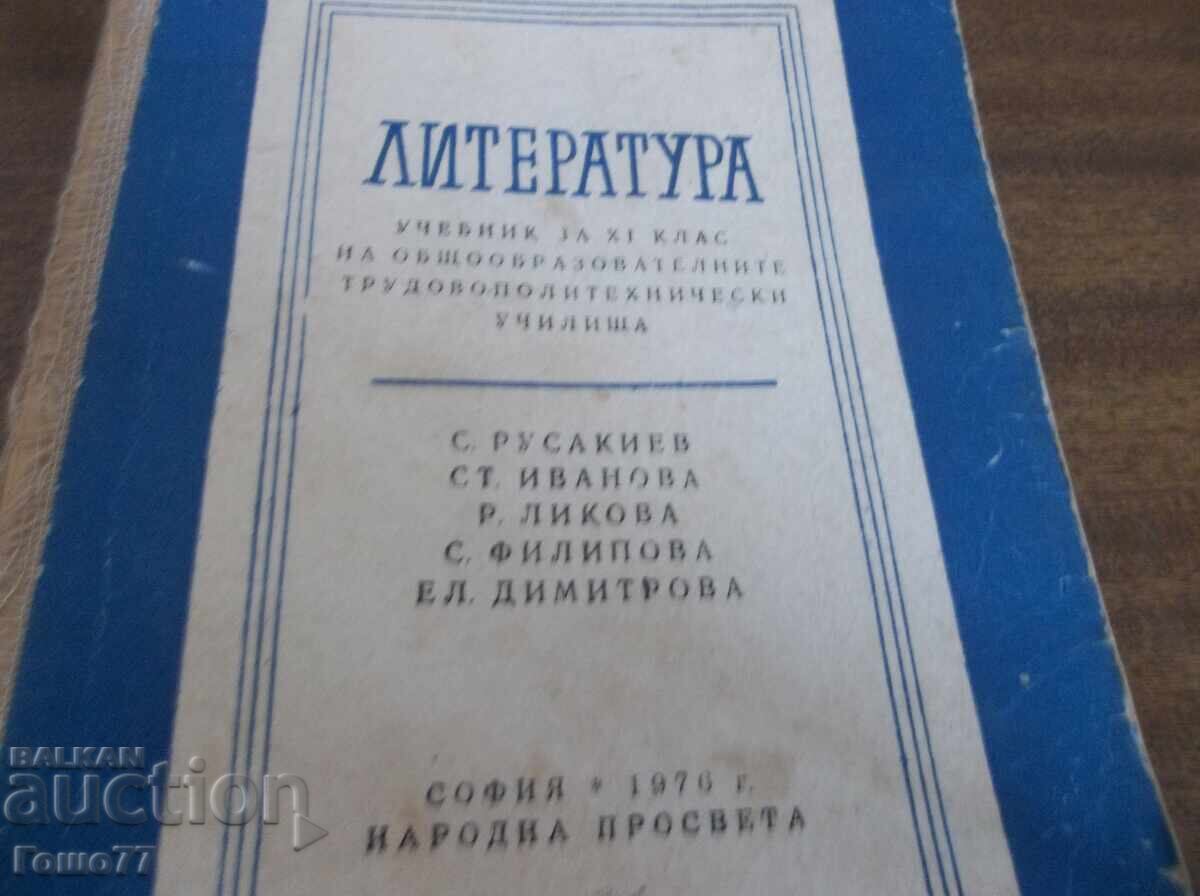 ЛИТЕРАТУРА
УЧЕБНИК ЗА XI КЛАС
НА ОБЩООБРАЗОВАТЕЛНИТЕ
ТРУДОВОПОЛИТЕХНИЧЕСКИ
УЧИЛИЩА
С. РУСАКИЕВ
СТ. ИВАНОВА
Р. ЛИКОВА
С. ФИЛИПОВА
ЕЛ. ДИМИТРОВА
СОФИЯ * 1976 г.
НАРОДНА ПРОСВЕТА
BALKAN
auction
Гошо77